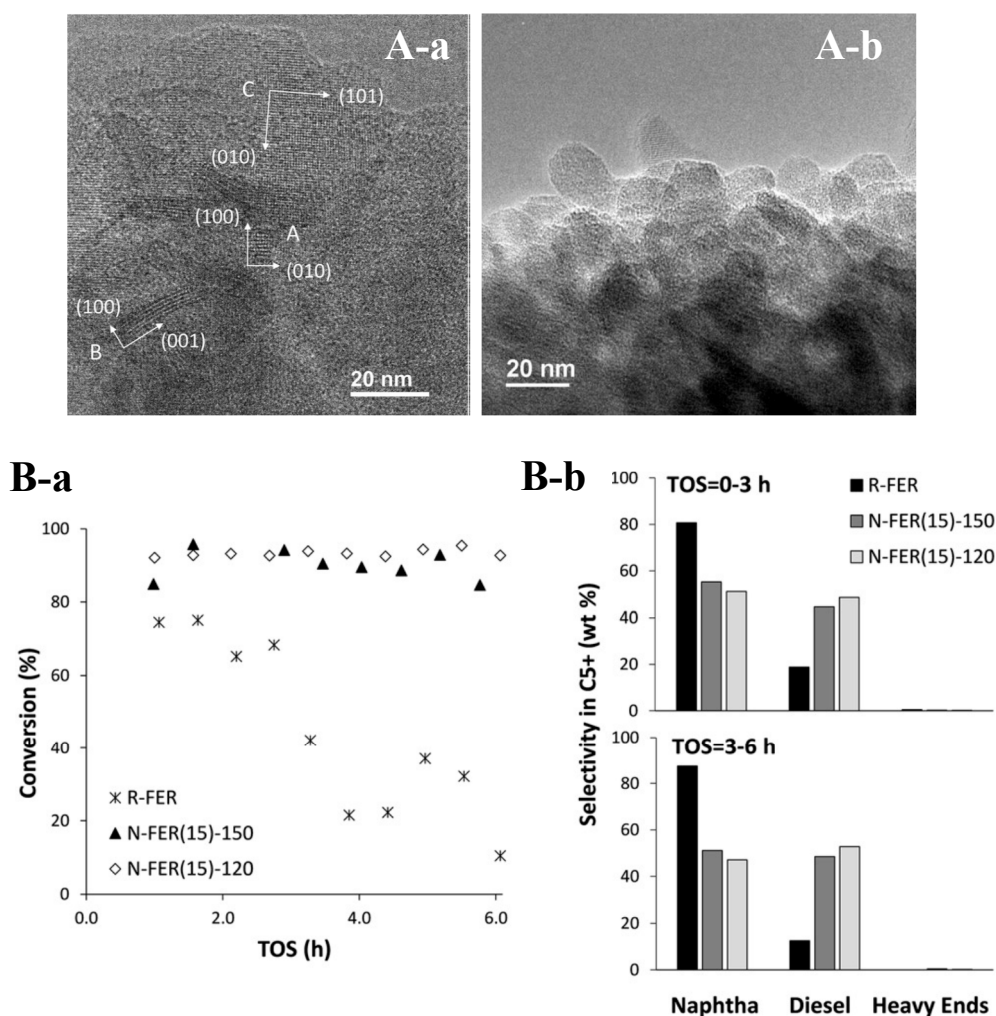 A-a
C
(101)
(010)
(100)
A
(010)
(100)
(001)
B
20 nm
A-b
20 nm
B-a
Conversion (%)
100
80
60
40
20
0
R-FER
N-FER(15)-150
N-FER(15)-120
0.0 2.0 4.0 6.0
TOS (h)
B-b
Selectivity in C5+ (wt %)
100
80
60
40
20
0
TOS=0-3 h
R-FER
N-FER(15)-150
N-FER(15)-120
100
80
60
40
20
0
TOS=3-6 h
Naphtha Diesel Heavy Ends